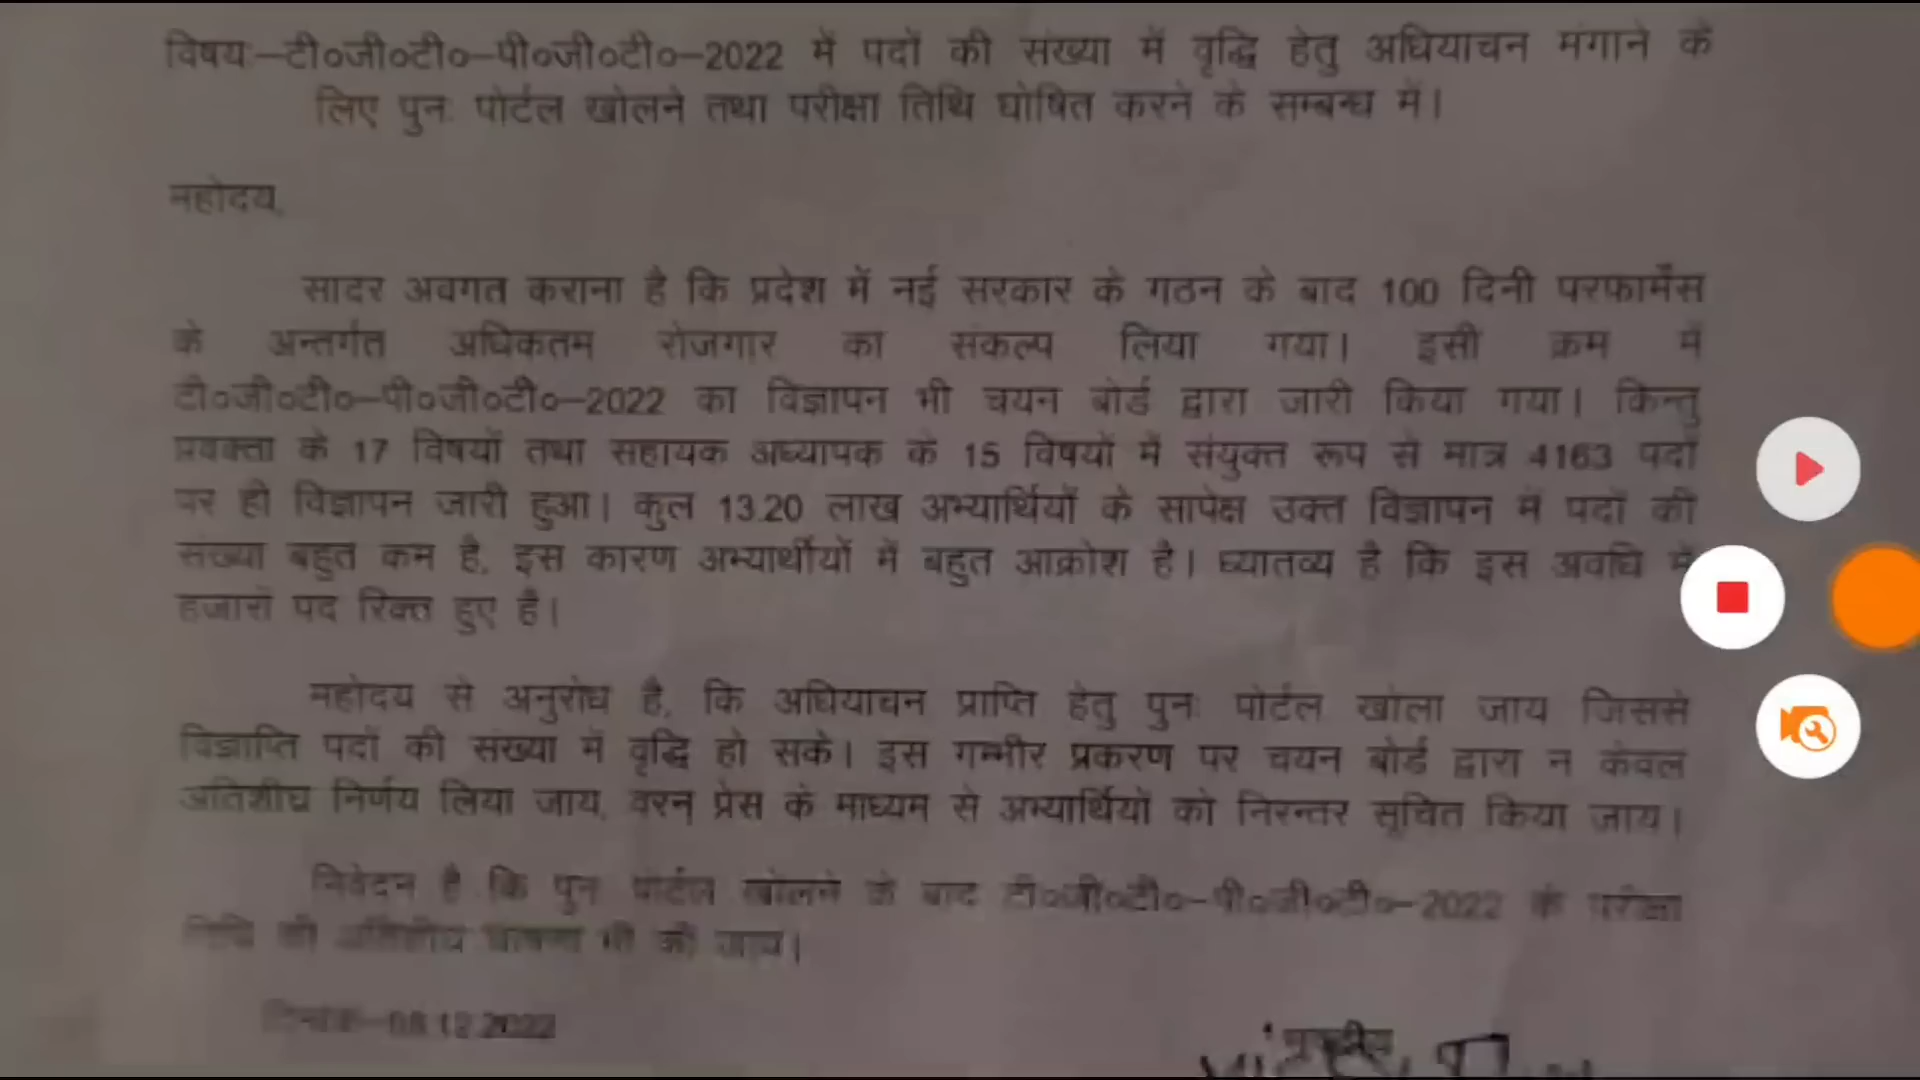 विषय:–टी०जी०टी०–पी०जी०टी०–2022 में पदों की संख्या में वृद्धि हेतु अधियाचन मंगाने के
लिए पुनः पोर्टल खोलने तथा परीक्षा तिथि घोषित करने के सम्बन्ध में।
महोदय,
सादर अवगत कराना है कि प्रदेश में नई सरकार के गठन के बाद 100 दिनी परफार्मेंस
के अन्तर्गत अधिकतम रोजगार का संकल्प लिया गया। इसी क्रम में
टी०जी०टी०–पी०जी०टी०–2022 का विज्ञापन भी चयन बोर्ड द्वारा जारी किया गया। किन्तु
प्रवक्ता के 17 विषयों तथा सहायक अध्यापक के 15 विषयों में संयुक्त रूप से मात्र 4163 पदों
पर ही विज्ञापन जारी हुआ। कुल 13.20 लाख अभ्यार्थियों के सापेक्ष उक्त विज्ञापन में पदों की
संख्या बहुत कम है, इस कारण अभ्यार्थीयों में बहुत आक्रोश है। ध्यातव्य है कि इस अवधि में
हजारों पद रिक्त हुए है।
महोदय से अनुरोध है, कि अधियाचन प्राप्ति हेतु पुनः पोर्टल खोला जाय जिससे
विज्ञाप्ति पदों की संख्या में वृद्धि हो सके। इस गम्भीर प्रकरण पर चयन बोर्ड द्वारा न केवल
अतिशीघ्र निर्णय लिया जाय, वरन् प्रेस के माध्यम से अभ्यार्थियों को निरन्तर सूचित किया जाय।
निवेदन है कि पुनः पोर्टल खोलने के बाद टी०जी०टी०–पी०जी०टी०–2022 के परीक्षा
तिथि की अतिशीघ्र घोषणा भी की जाय।
दिनांक–08.12.2022